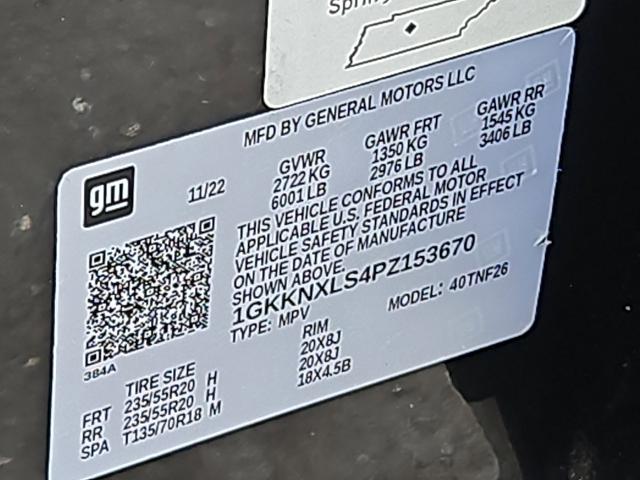 Spring
MFD BY GENERAL MOTORS LLC
gm
11/22
GVWR GAWR FRT GAWR RR
2722 KG 1350 KG 1545 KG
6001 LB 2976 LB 3406 LB
THIS VEHICLE CONFORMS TO ALL
APPLICABLE U.S. FEDERAL MOTOR
VEHICLE SAFETY STANDARDS IN EFFECT
ON THE DATE OF MANUFACTURE
SHOWN ABOVE.
1GKKNXLS4PZ153670
TYPE: MPV MODEL: 40TNF26
384A
TIRE SIZE RIM
FRT 235/55R20 H 20X8J
RR 235/55R20 H 20X8J
SPA T135/70R18 M 18X4.5B